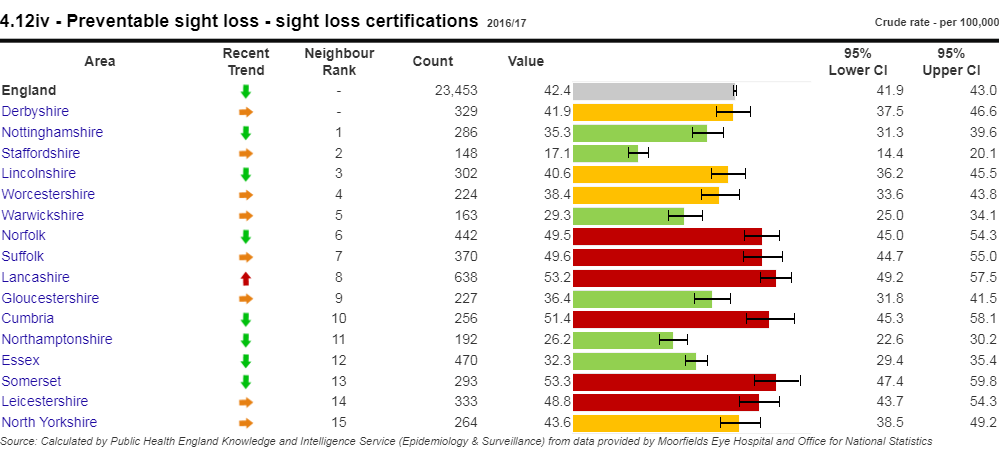 4.12iv - Preventable sight loss - sight loss certifications 2016/17 Crude rate - per 100,000
Area Recent Trend Neighbour Rank Count Value 95% Lower CI 95% Upper CI
England - 23,453 42.4 41.9 43.0
Derbyshire - 329 41.9 37.5 46.6
Nottinghamshire 1 286 35.3 31.3 39.6
Staffordshire 2 148 17.1 14.4 20.1
Lincolnshire 3 302 40.6 36.2 45.5
Worcestershire 4 224 38.4 33.6 43.8
Warwickshire 5 163 29.3 25.0 34.1
Norfolk 6 442 49.5 45.0 54.3
Suffolk 7 370 49.6 44.7 55.0
Lancashire 8 638 53.2 49.2 57.5
Gloucestershire 9 227 36.4 31.8 41.5
Cumbria 10 256 51.4 45.3 58.1
Northamptonshire 11 192 26.2 22.6 30.2
Essex 12 470 32.3 29.4 35.4
Somerset 13 293 53.3 47.4 59.8
Leicestershire 14 333 48.8 43.7 54.3
North Yorkshire 15 264 43.6 38.5 49.2
Source: Calculated by Public Health England Knowledge and Intelligence Service (Epidemiology & Surveillance) from data provided by Moorfields Eye Hospital and Office for National Statistics